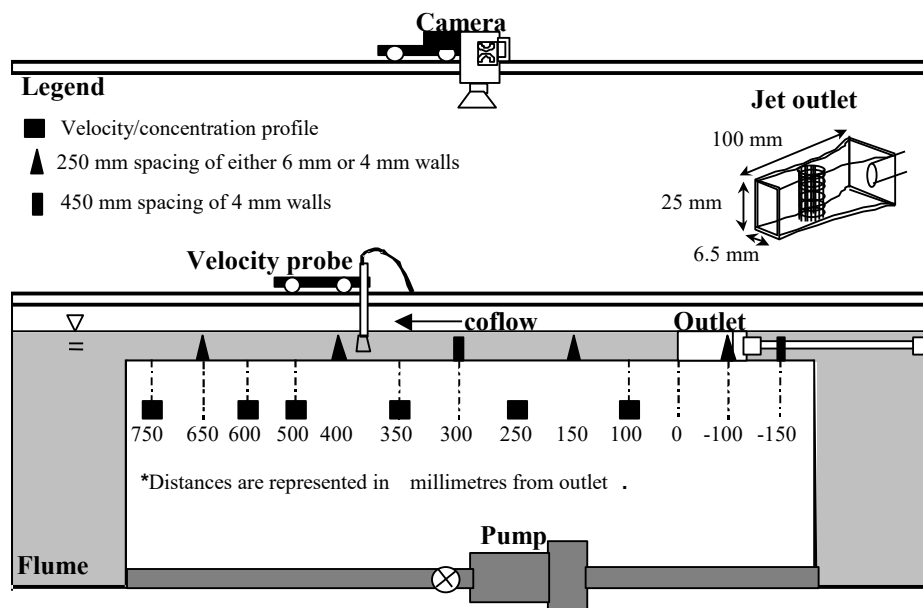 Camera
Legend
Velocity/concentration profile
250 mm spacing of either 6 mm or 4 mm walls
450 mm spacing of 4 mm walls
Jet outlet
100 mm
25 mm
6.5 mm
Velocity probe
coflow
Outlet
750 650 600 500 400 350 300 250 150 100 0 -100 -150
*Distances are represented in millimetres from outlet .
Pump
Flume